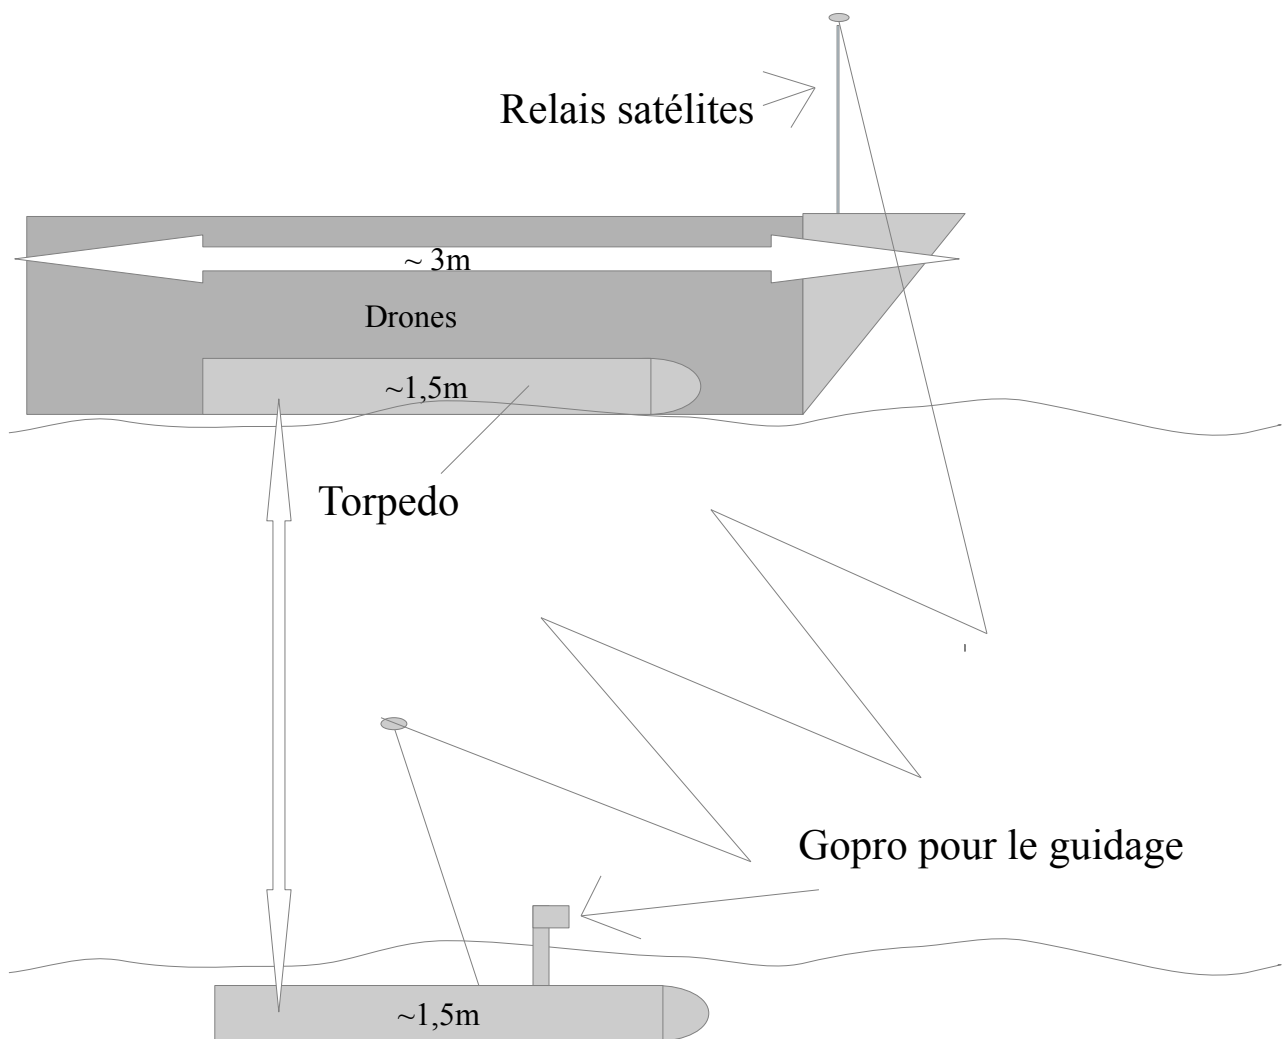 Relais satélites
~ 3m
Drones
~1,5m
Torpedo
Gopro pour le guidage
~1,5m